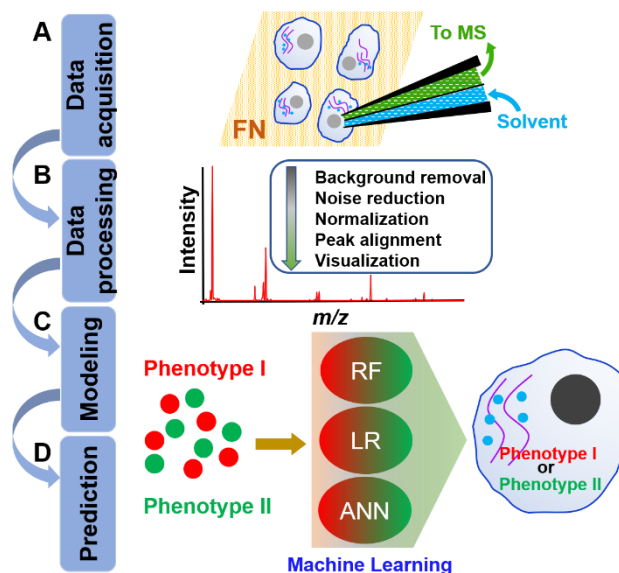 A
Data
acquisition
FN
To MS
Solvent
B
Data
processing
Intensity
m/z
Background removal
Noise reduction
Normalization
Peak alignment
Visualization
C
Modeling
Phenotype I
Phenotype II
RF
LR
ANN
Machine Learning
D
Prediction
Phenotype I
or
Phenotype II